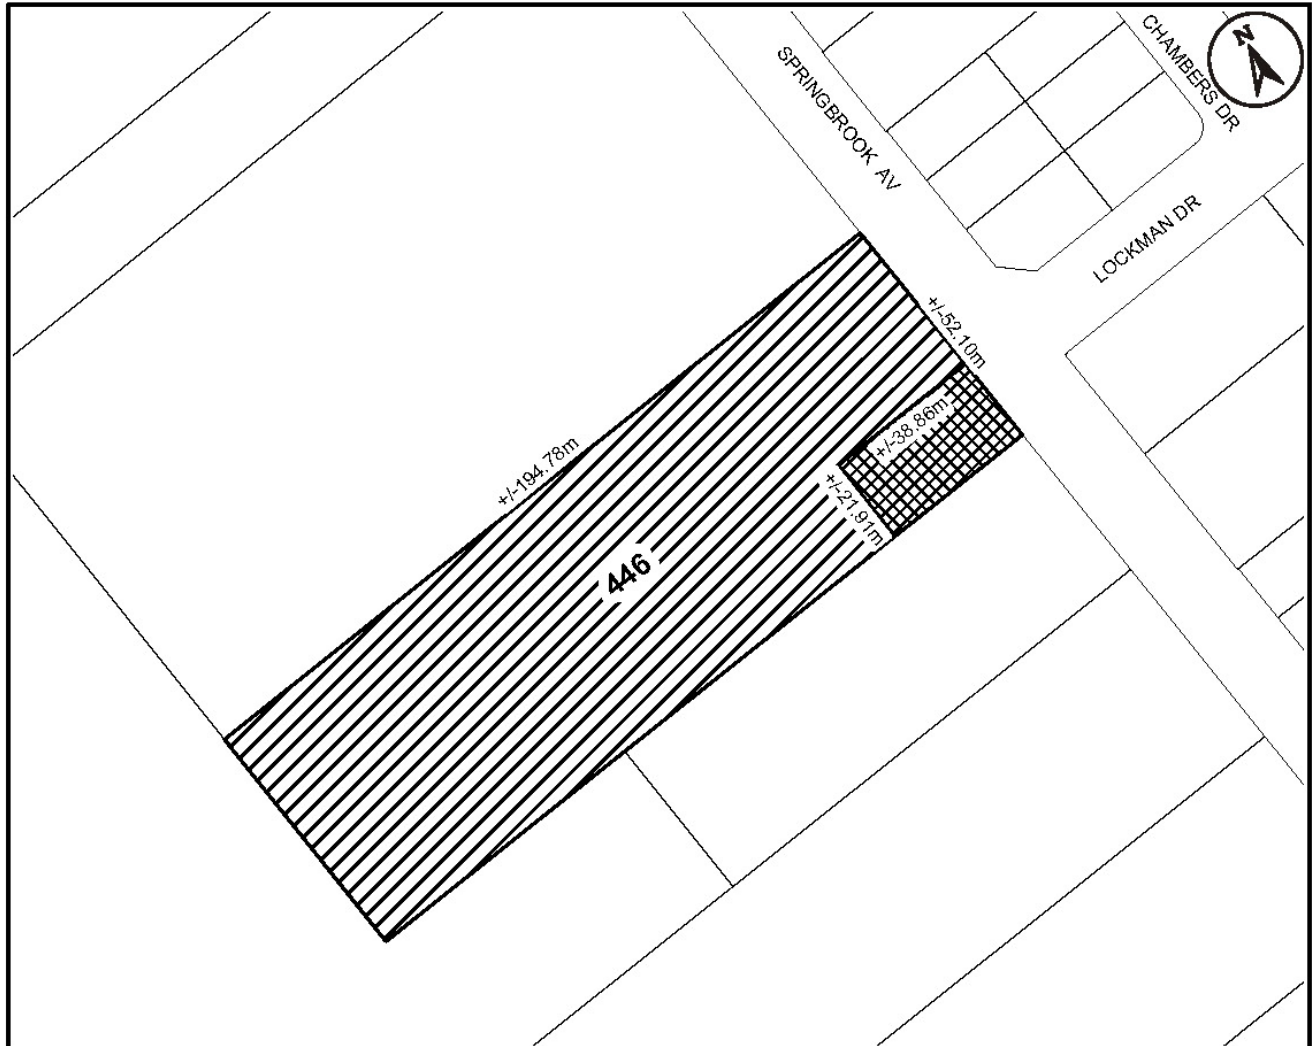 CHAMBERS DR
N
SPRINGBROOK AV
LOCKMAN DR
+/-52.10m
+/-38.86m
+/-194.78m
+/-21.91m
446